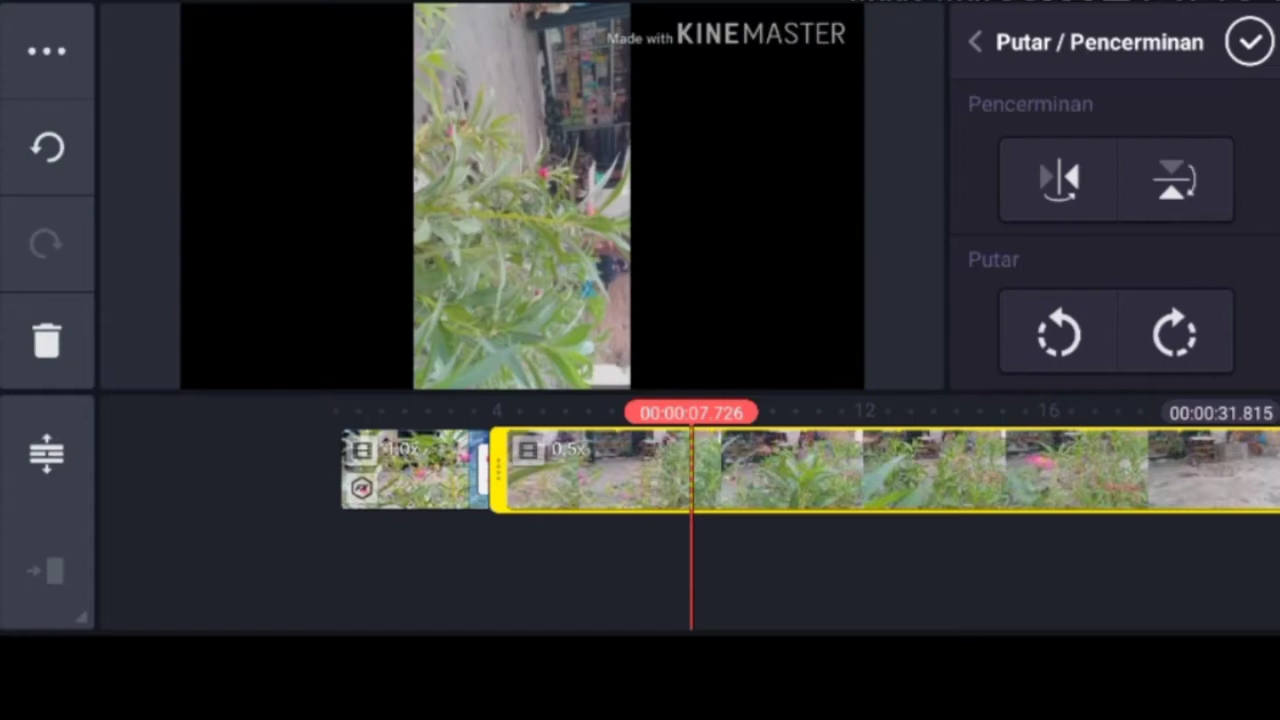 Made with KINEMASTER
Putar / Pencerminan
Pencerminan
Putar
4
00:00:07.726
12
16
00:00:31.815
1.0x
0.5x